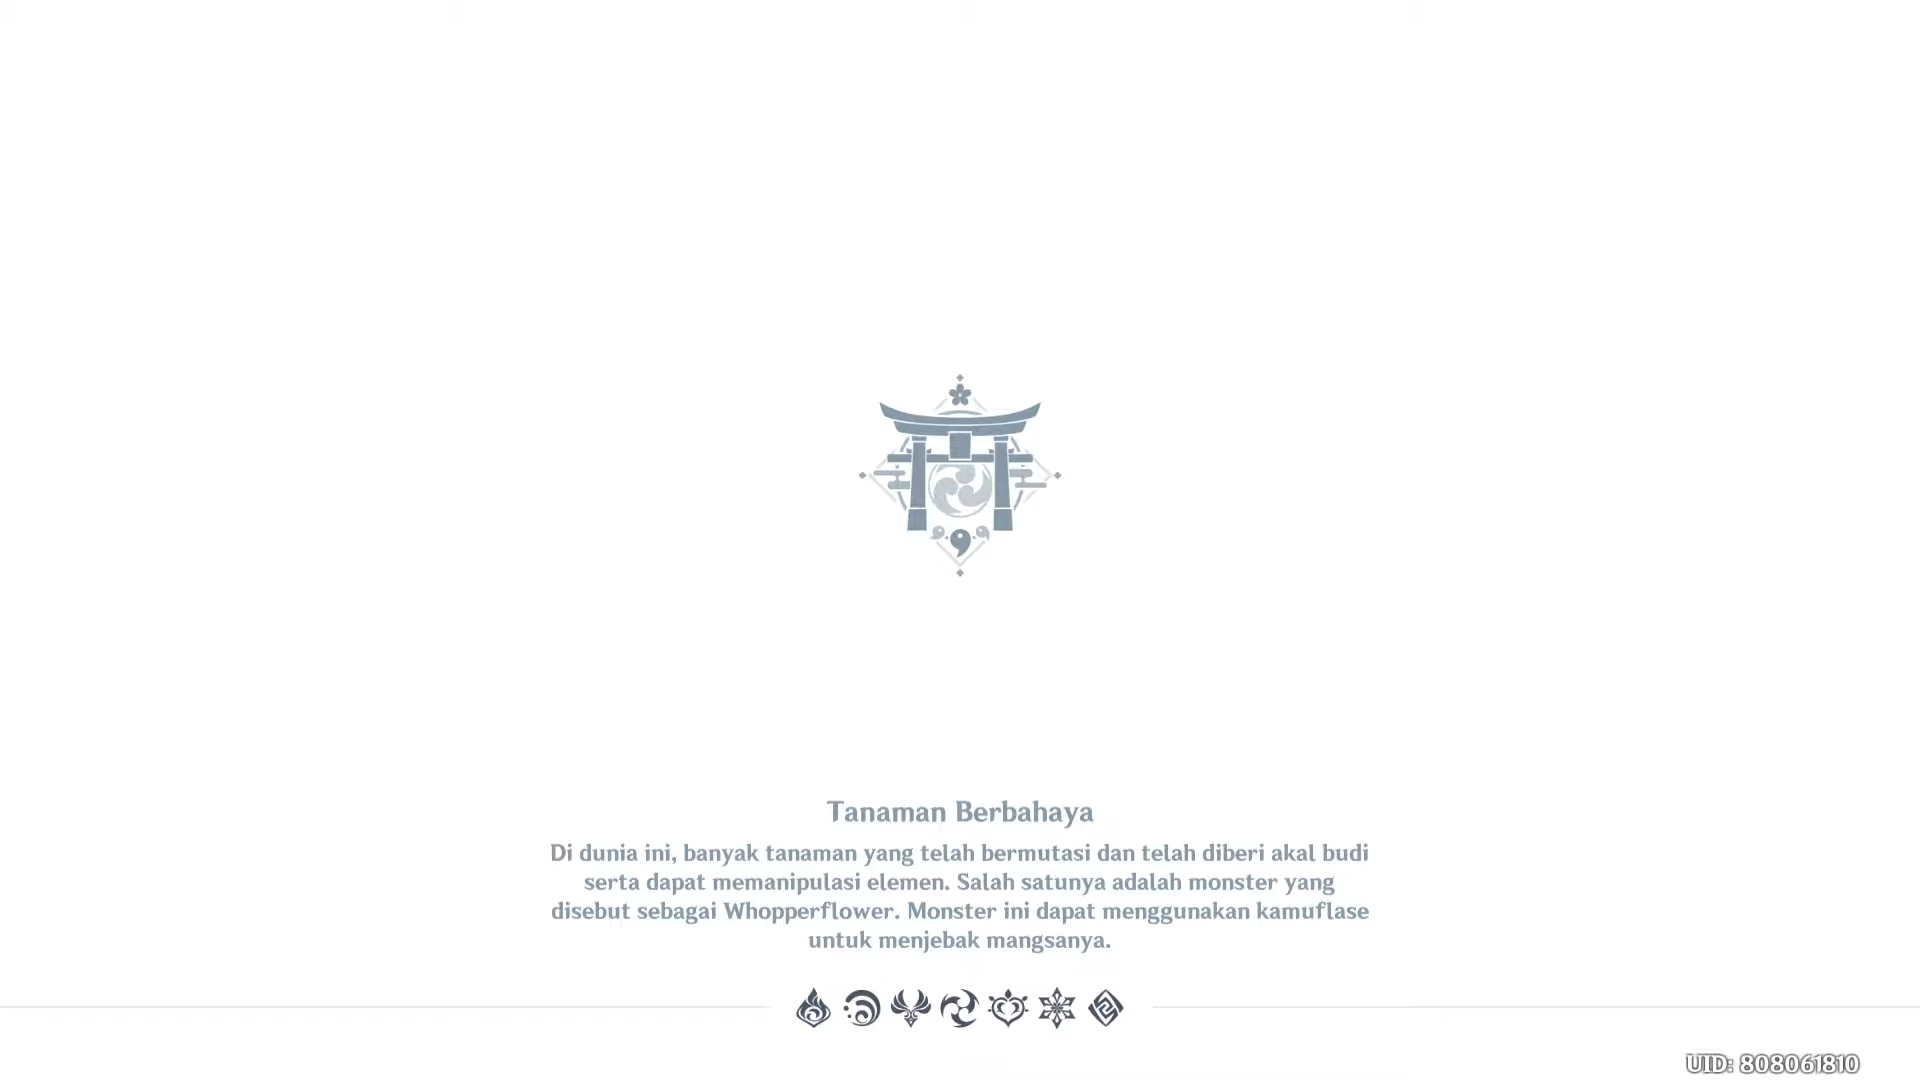 Tanaman Berbahaya
Di dunia ini, banyak tanaman yang telah bermutasi dan telah diberi akal budi
serta dapat memanipulasi elemen. Salah satunya adalah monster yang
disebut sebagai Whopperflower. Monster ini dapat menggunakan kamuflase
untuk menjebak mangsanya.
UID: 808061810